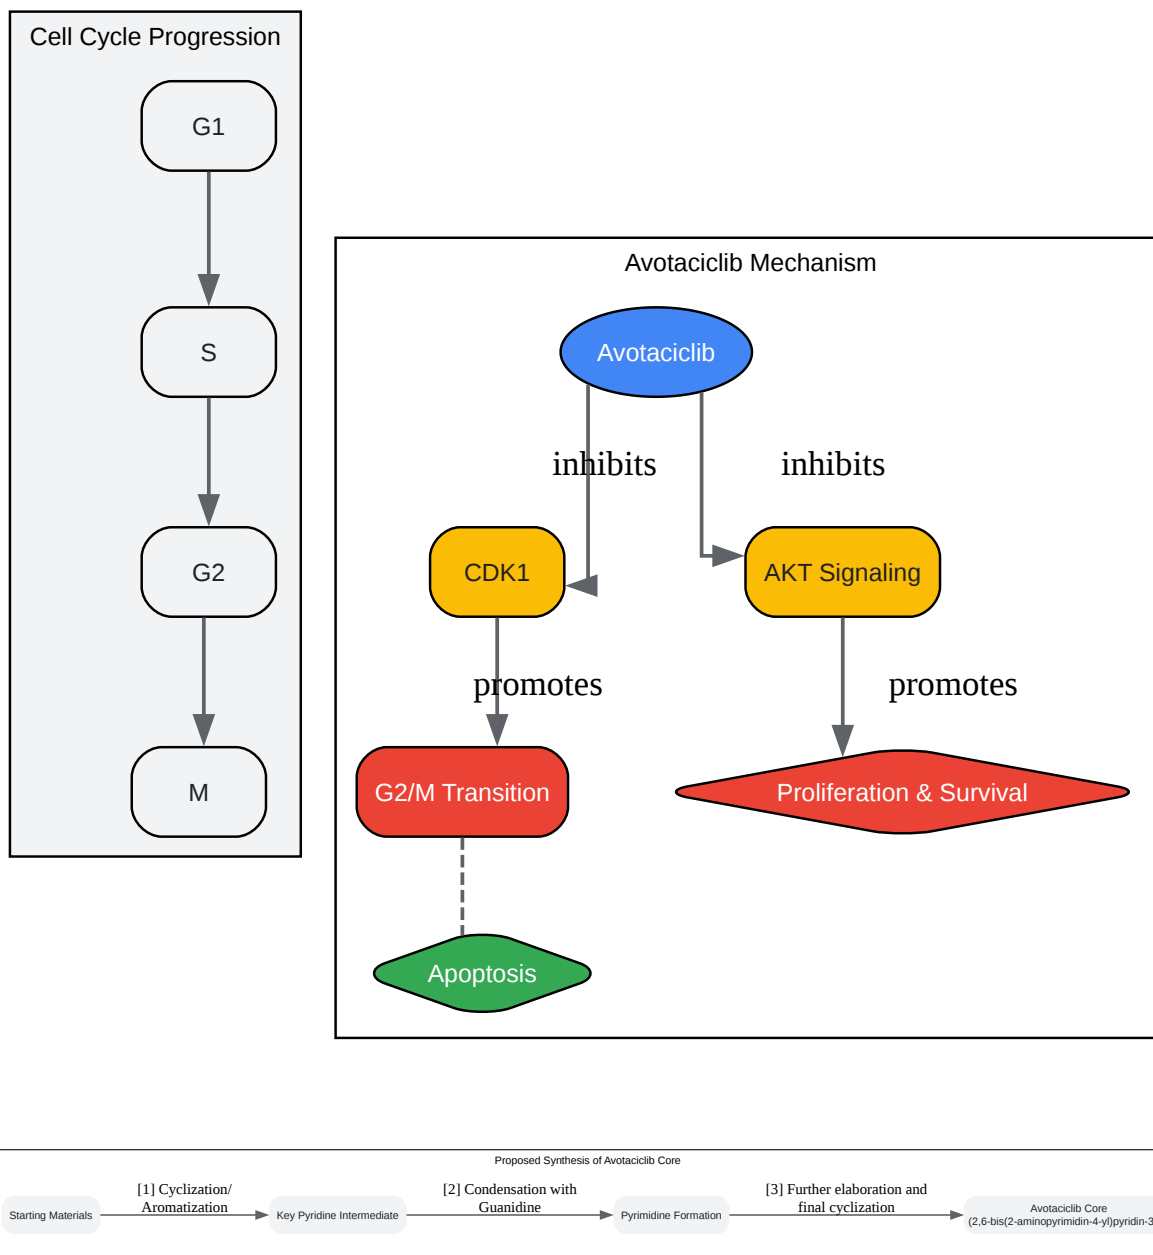 Cell Cycle Progression
G1
S
G2
M
Avotaciclib Mechanism
Avotaciclib
inhibits
inhibits
CDK1
AKT Signaling
promotes
promotes
G2/M Transition
Proliferation & Survival
Apoptosis
Proposed Synthesis of Avotaciclib Core
Starting Materials
[1] Cyclization/
Aromatization
Key Pyridine Intermediate
[2] Condensation with
Guanidine
Pyrimidine Formation
[3] Further elaboration and
final cyclization
Avotaciclib Core
(2,6-bis(2-aminopyrimidin-4-yl)pyridin-3